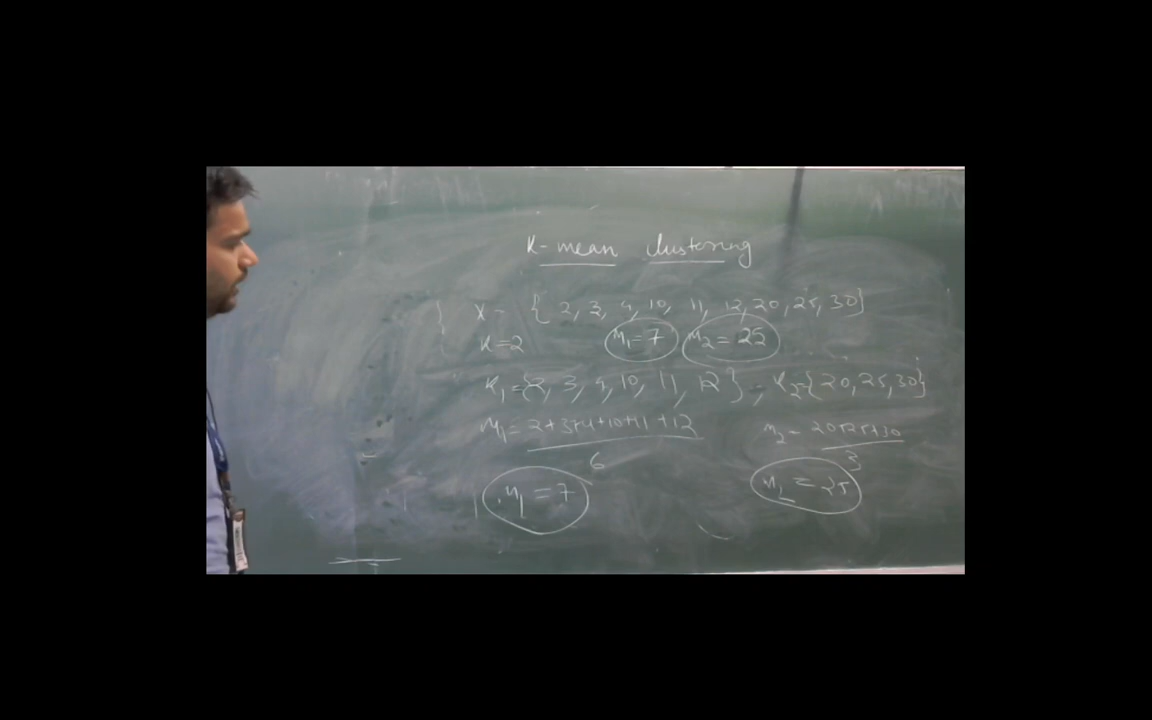 K-mean clustering
X = { 2, 3, 4, 10, 11, 12, 20, 25, 30}
K=2 M₁=7 M₂=25
K₁={2, 3, 4, 10, 11, 12}, K₂={20,25,30}
M₁=2+3+4+10+11+12 M₂=20+25+30
6 3
M₁=7 M₂=25